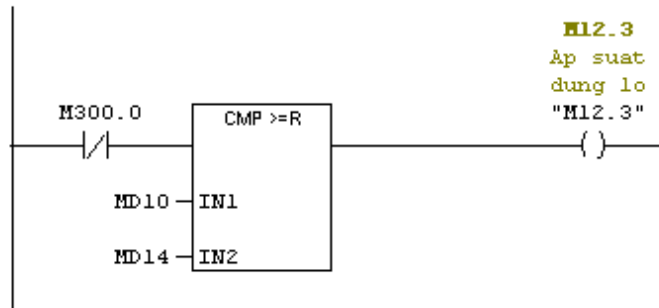 M12.3
Ap suat
dung lo
M300.0
"M12.3"
CMP >=R
MD10
IN1
MD14
IN2